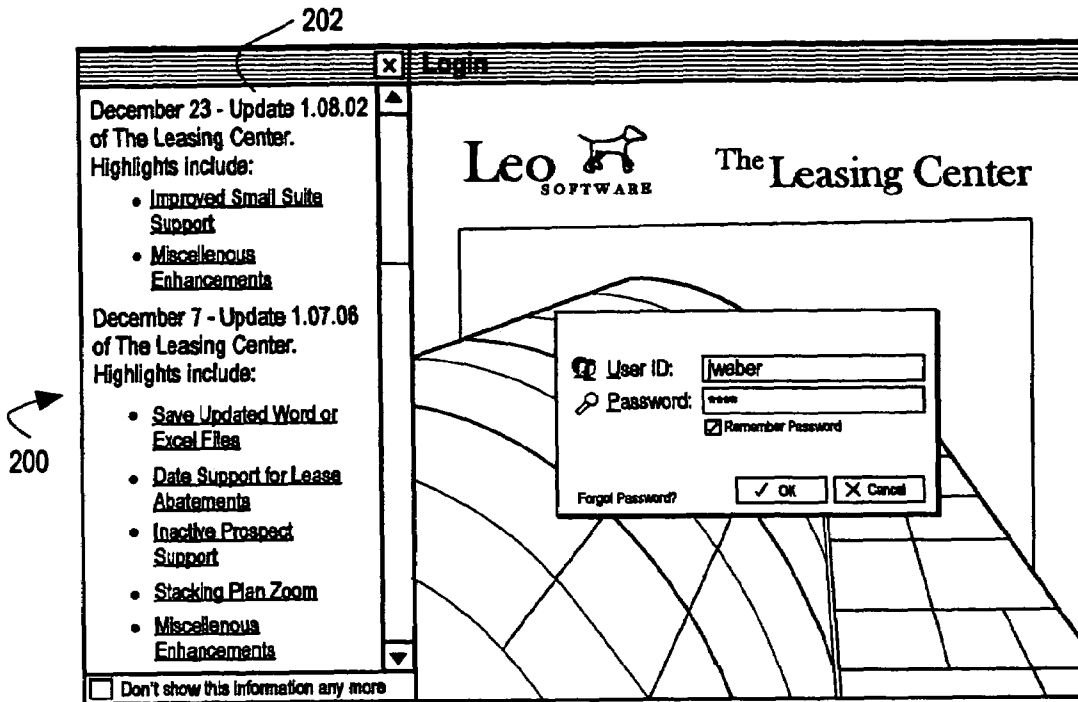 202
Login
December 23 - Update 1.08.02
of The Leasing Center.
Highlights include:
• Improved Small Suite
Support
• Miscellenous
Enhancements
December 7 - Update 1.07.06
of The Leasing Center.
Highlights include:
• Save Updated Word or
Excel Files
• Date Support for Lease
Abatements
• Inactive Prospect
Support
• Stacking Plan Zoom
• Miscellenous
Enhancements
Don't show this information any more
200
Leo
SOFTWARE
The Leasing Center
User ID: jweber
Password: ****
Remember Password
Forgot Password?
OK
Cancel